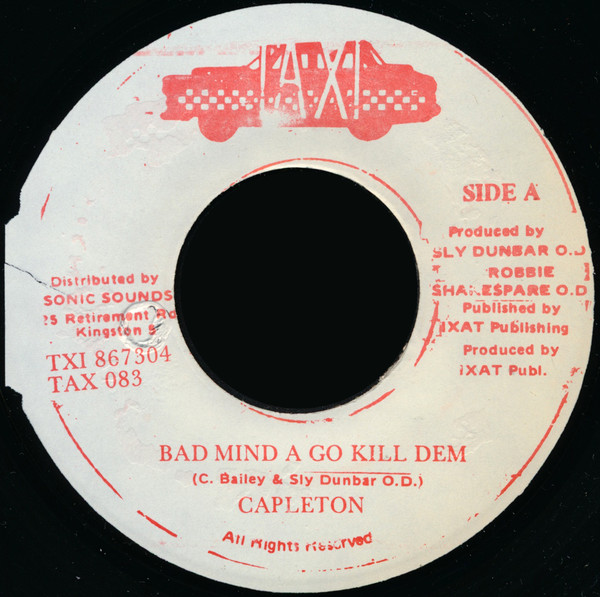 TAXI
SIDE A
Produced by
SLY DUNBAR O.D
ROBBIE
SHAKESPARE O.D
Published by
IXAT Publishing
Produced by
iXAT Publ.
Distributed by
SONIC SOUNDS
25 Retirement Rd
Kingston 5
TXI 867304
TAX 083
BAD MIND A GO KILL DEM
(C. Bailey & Sly Dunbar O.D.)
CAPLETON
All Rights Reserved